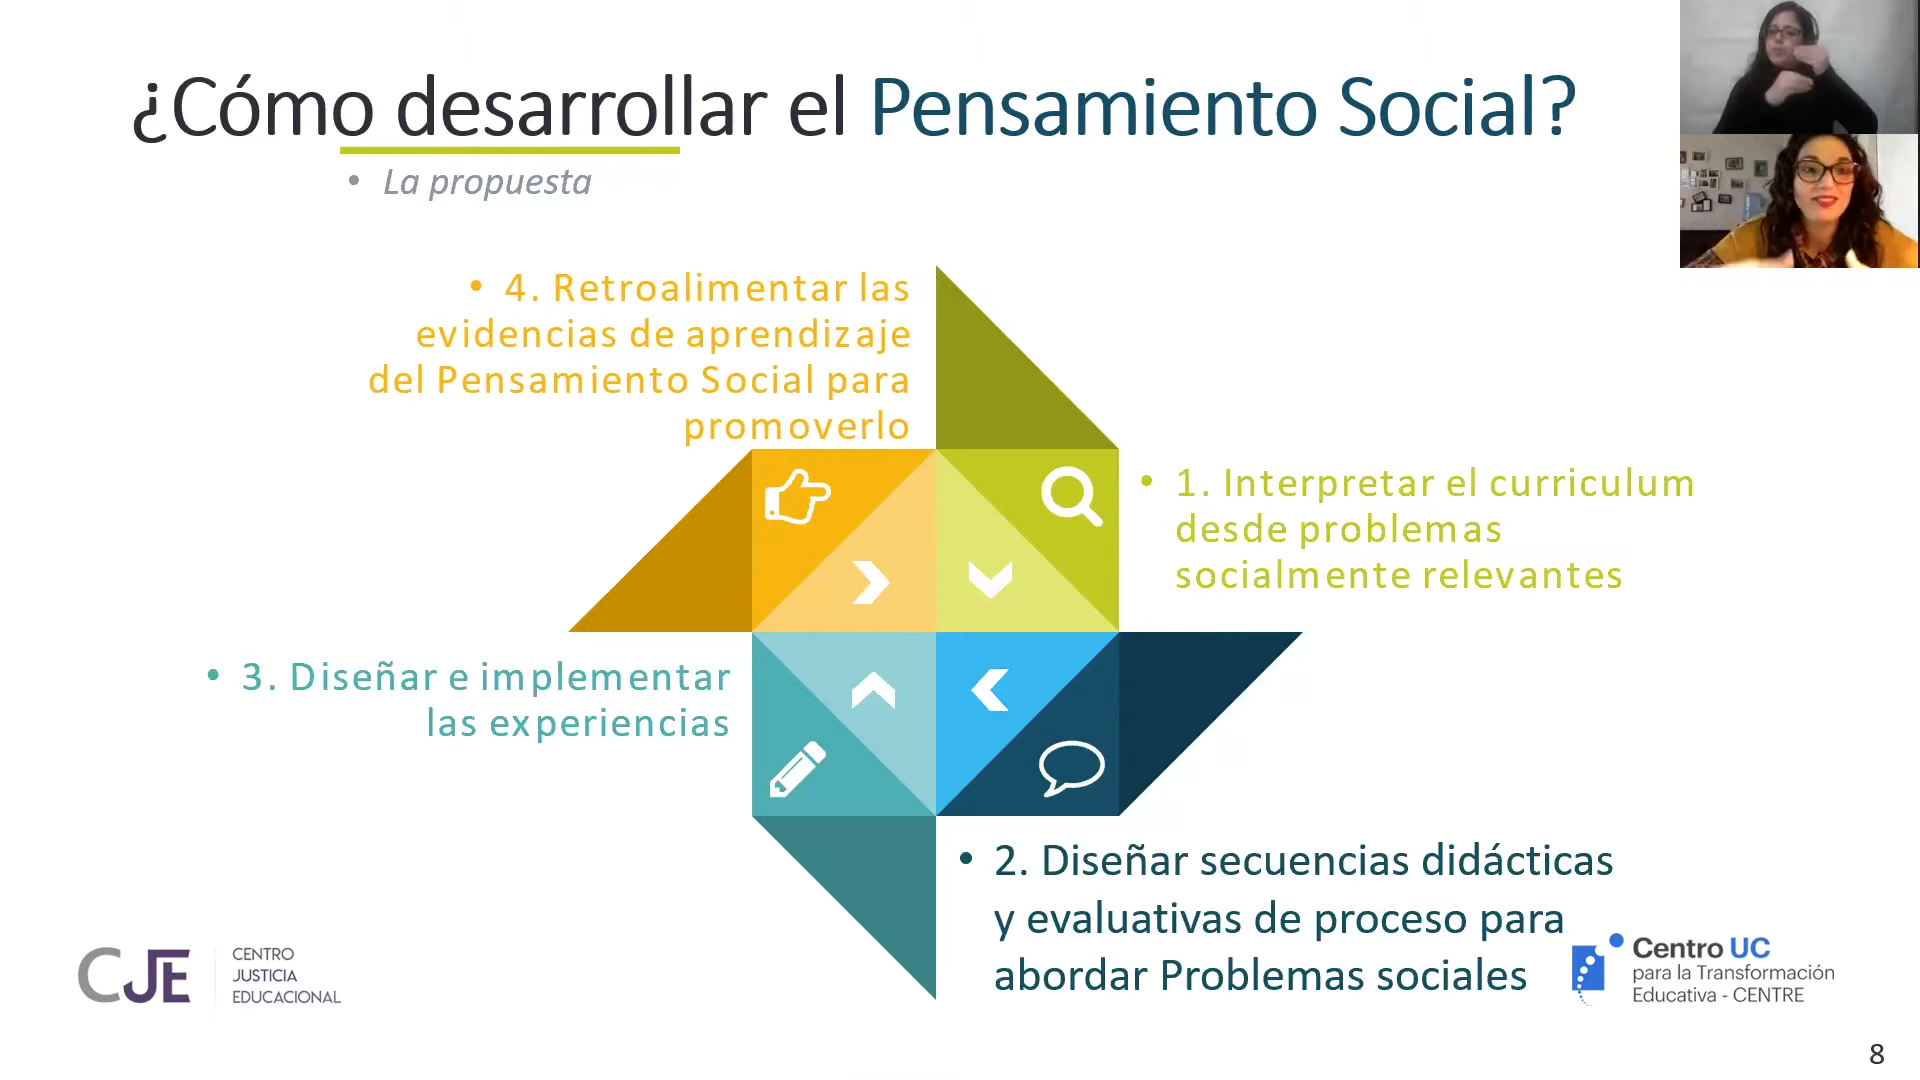 ¿Cómo desarrollar el Pensamiento Social?
• La propuesta
• 4. Retroalimentar las
evidencias de aprendizaje
del Pensamiento Social para
promoverlo
• 1. Interpretar el curriculum
desde problemas
socialmente relevantes
• 3. Diseñar e implementar
las experiencias
• 2. Diseñar secuencias didácticas
y evaluativas de proceso para
abordar Problemas sociales
CJE
CENTRO
JUSTICIA
EDUCACIONAL
Centro UC
para la Transformación
Educativa - CENTRE
8